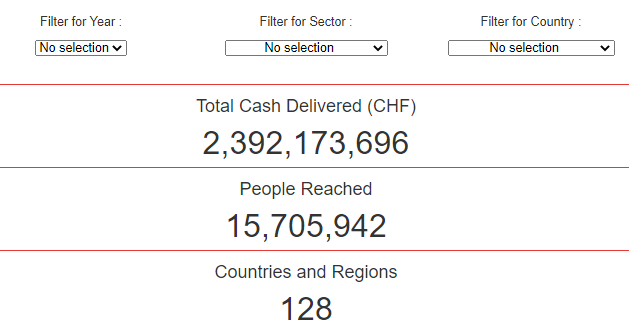 Filter for Year : Filter for Sector : Filter for Country :
No selection No selection No selection
Total Cash Delivered (CHF)
2,392,173,696
People Reached
15,705,942
Countries and Regions
128